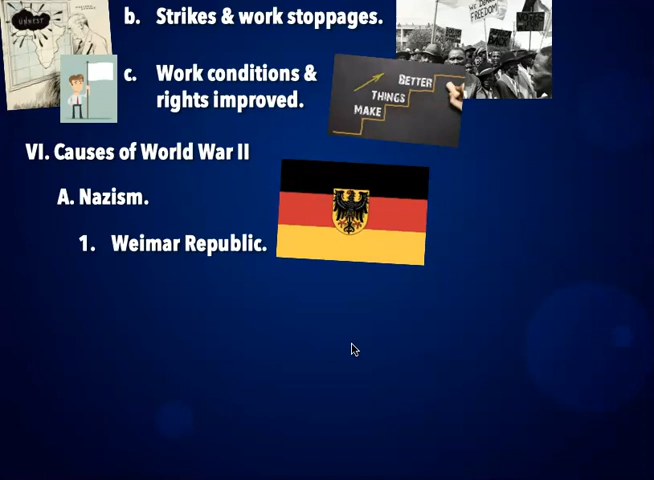 UNREST
b. Strikes & work stoppages.
WE
FREEDOM
c. Work conditions &
rights improved.
BETTER
THINGS
MAKE
VI. Causes of World War II
A. Nazism.
1. Weimar Republic.